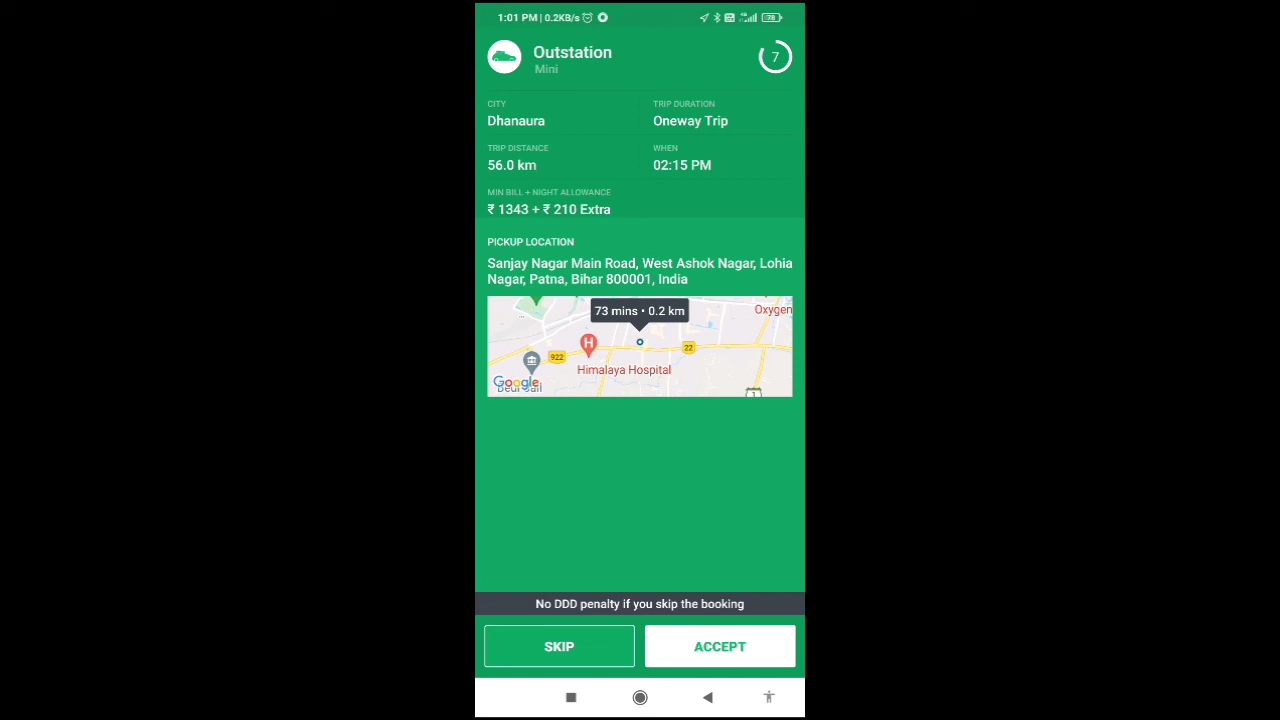 1:01 PM | 0.2KB/s
78
Outstation
Mini
7
CITY
Dhanaura
TRIP DURATION
Oneway Trip
TRIP DISTANCE
56.0 km
WHEN
02:15 PM
MIN BILL + NIGHT ALLOWANCE
₹ 1343 + ₹ 210 Extra
PICKUP LOCATION
Sanjay Nagar Main Road, West Ashok Nagar, Lohia
Nagar, Patna, Bihar 800001, India
73 mins • 0.2 km
Oxygen
H
922
22
Himalaya Hospital
Google
1
No DDD penalty if you skip the booking
SKIP
ACCEPT